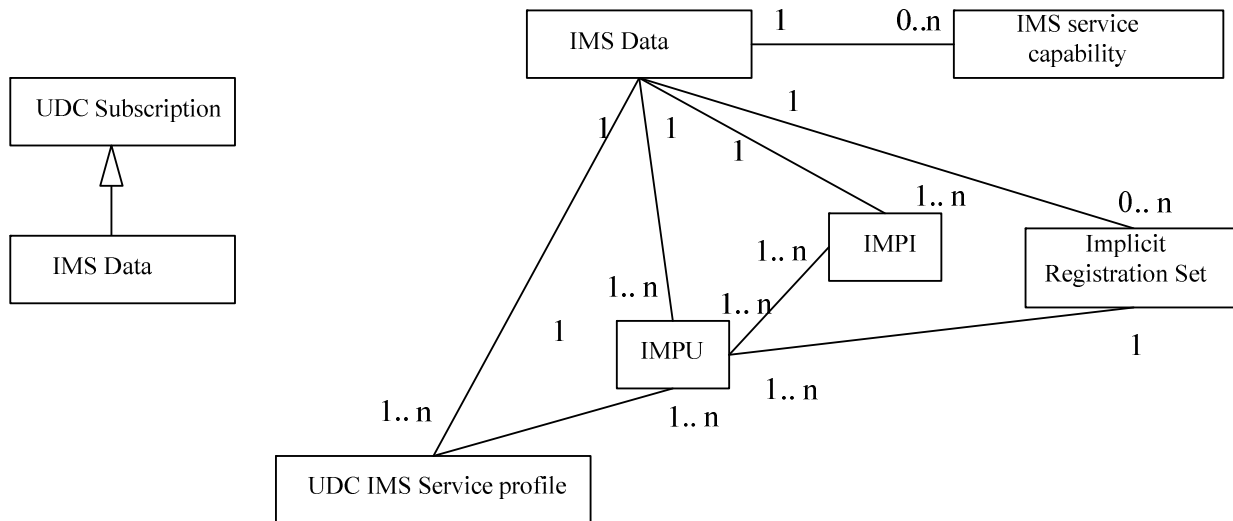 IMS Data
1
0..n
IMS service
capability
UDC Subscription
1
1
1
1
1.. n
0.. n
IMS Data
IMPI
Implicit
Registration Set
1.. n
1.. n
1.. n
1
IMPU
1
1.. n
1.. n
1.. n
UDC IMS Service profile